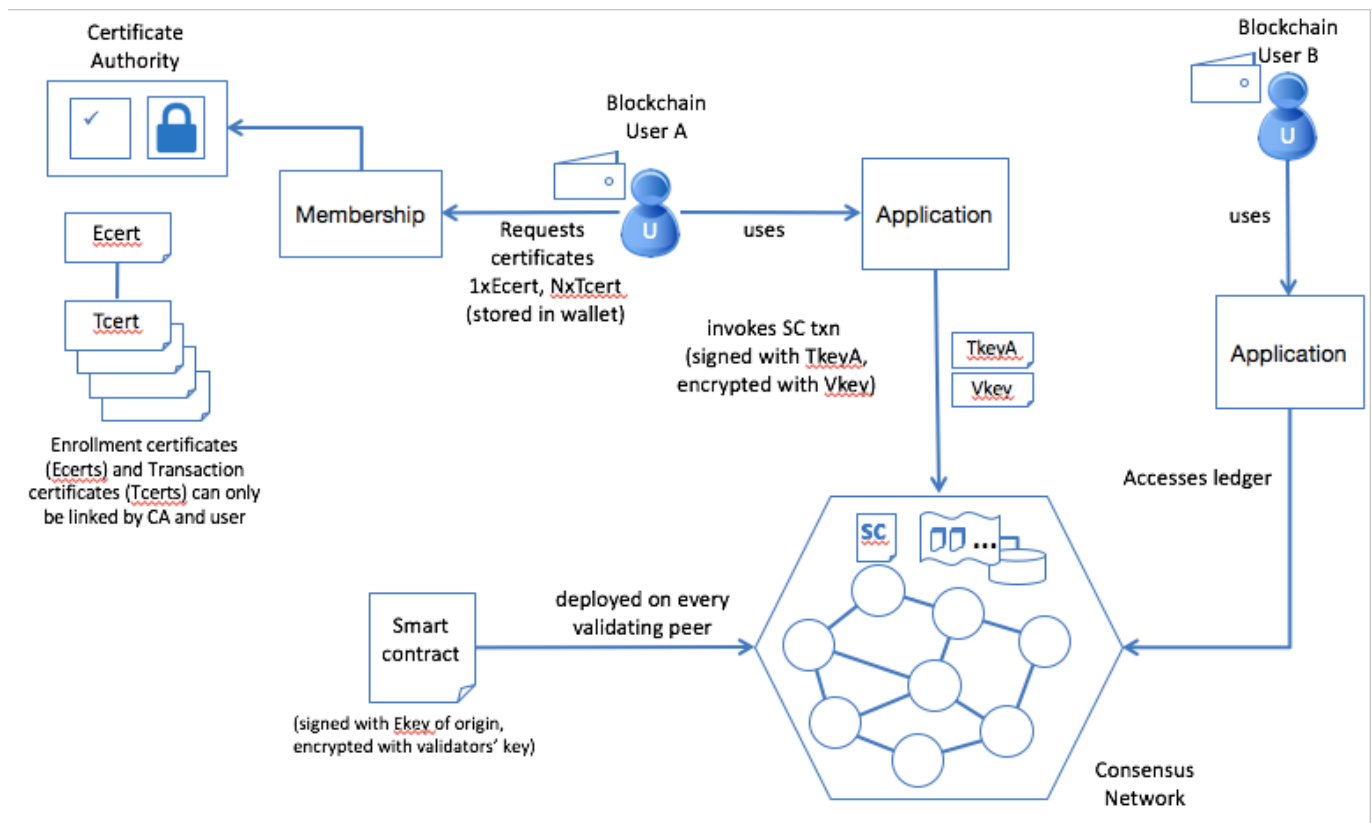 Certificate
Authority
Blockchain
User A
Blockchain
User B
U
Membership
Requests
certificates
1xEcert, NxTcert
(stored in wallet)
U
uses
Application
uses
Ecert
Tcert
Enrollment certificates
(Ecerts) and Transaction
certificates (Tcerts) can only
be linked by CA and user
invokes SC txn
(signed with TkeyA,
encrypted with Vkey)
TkeyA
Vkey
Application
Accesses ledger
SC
...
Smart
contract
deployed on every
validating peer
(signed with Ekey of origin,
encrypted with validators’ key)
Consensus
Network